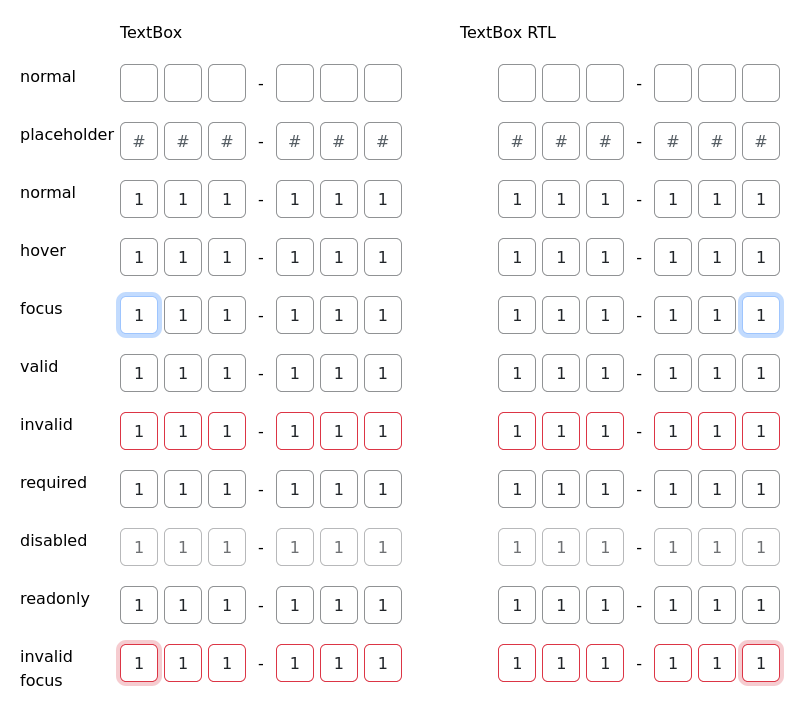 TextBox TextBox RTL
normal - -
placeholder # # # - # # # # # # - # # #
normal 1 1 1 - 1 1 1 1 1 1 - 1 1 1
hover 1 1 1 - 1 1 1 1 1 1 - 1 1 1
focus 1 1 1 - 1 1 1 1 1 1 - 1 1 1
valid 1 1 1 - 1 1 1 1 1 1 - 1 1 1
invalid 1 1 1 - 1 1 1 1 1 1 - 1 1 1
required 1 1 1 - 1 1 1 1 1 1 - 1 1 1
disabled 1 1 1 - 1 1 1 1 1 1 - 1 1 1
readonly 1 1 1 - 1 1 1 1 1 1 - 1 1 1
invalid 1 1 1 - 1 1 1 1 1 1 - 1 1 1
focus